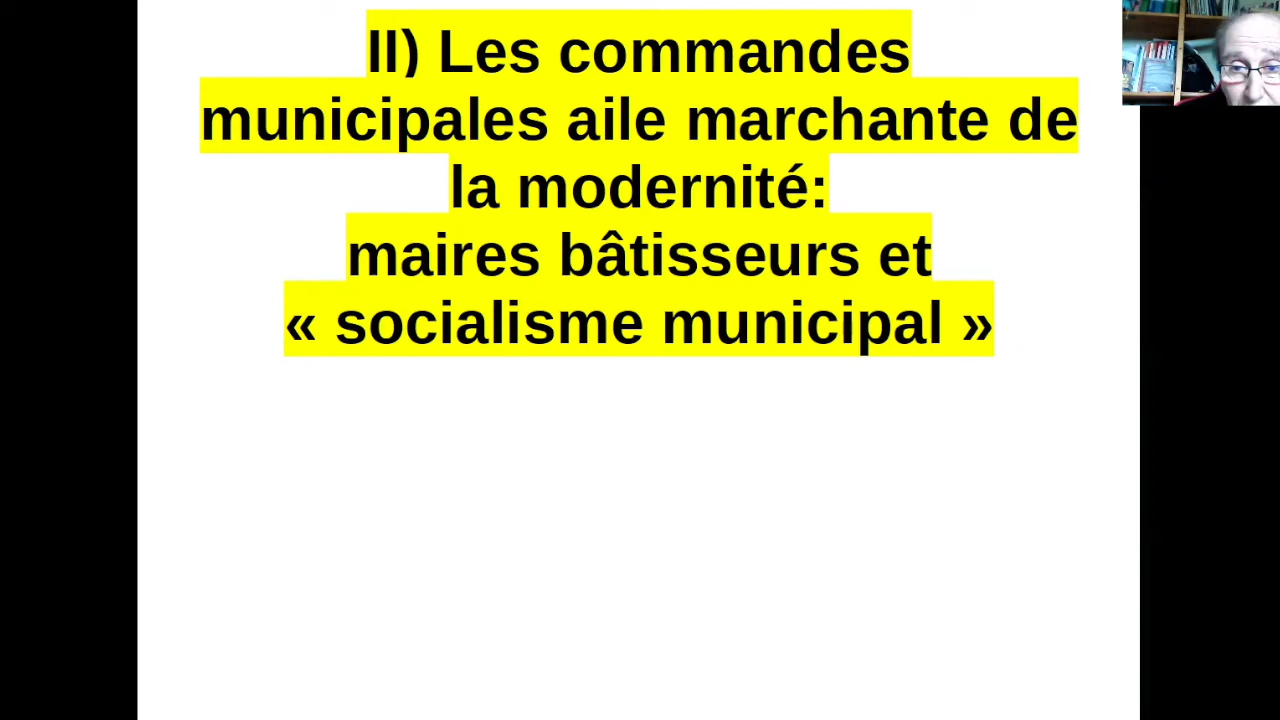 II) Les commandes
municipales aile marchante de
la modernité:
maires bâtisseurs et
« socialisme municipal »